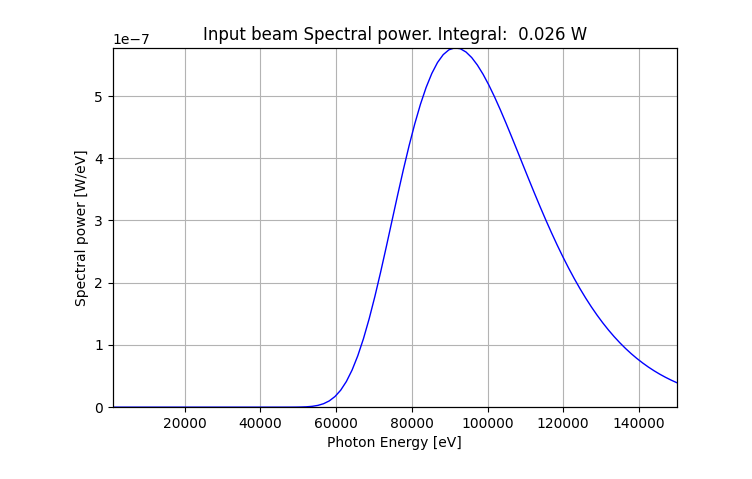 Input beam Spectral power. Integral:  0.026 W
1e−7
Spectral power [W/eV]
5
4
3
2
1
0
20000 40000 60000 80000 100000 120000 140000
Photon Energy [eV]